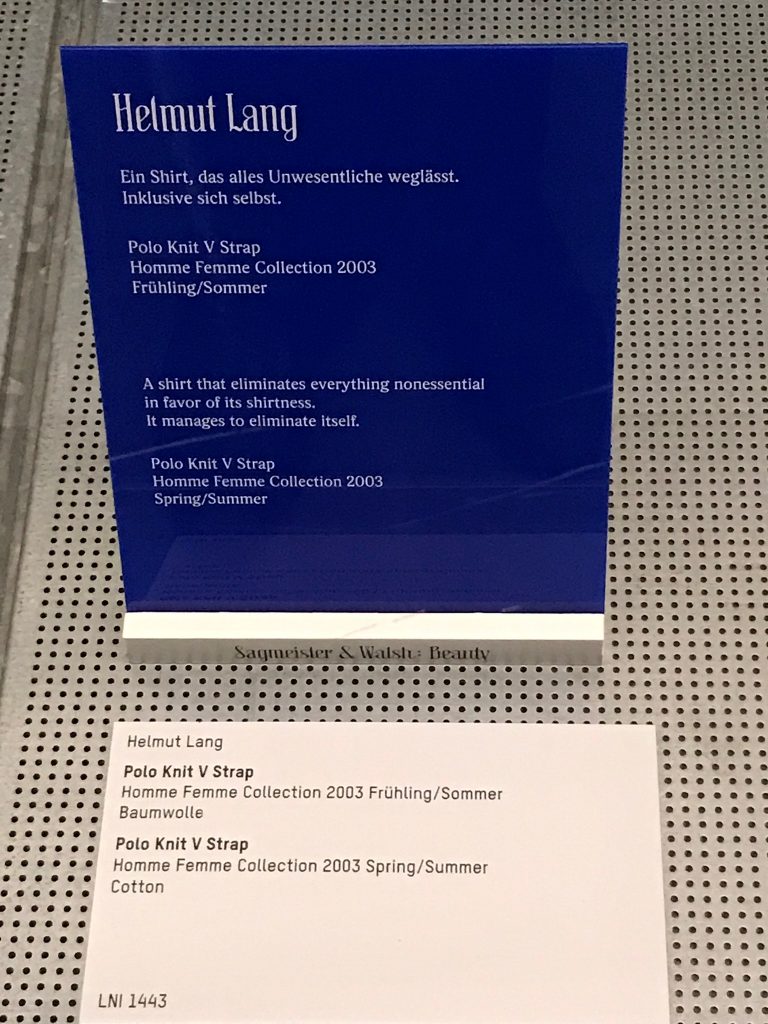 Helmut Lang
Ein Shirt, das alles Unwesentliche weglässt.
Inklusive sich selbst.
Polo Knit V Strap
Homme Femme Collection 2003
Frühling/Sommer
A shirt that eliminates everything nonessential
in favor of its shirtness.
It manages to eliminate itself.
Polo Knit V Strap
Homme Femme Collection 2003
Spring/Summer
Sagmeister & Walsh: Beauty
Helmut Lang
Polo Knit V Strap
Homme Femme Collection 2003 Frühling/Sommer
Baumwolle
Polo Knit V Strap
Homme Femme Collection 2003 Spring/Summer
Cotton
LNI 1443